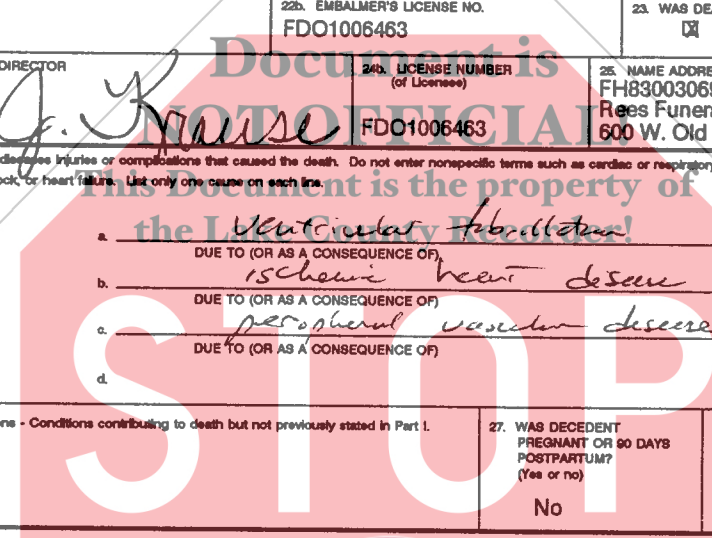 22b. EMBALMER'S LICENSE NO.
FDO1006463
23. WAS DE
DIRECTOR
J. Krause
24b. LICENSE NUMBER
(of Licensee)
FDO1006463
25. NAME ADDRE
FH8300306
Rees Funer
600 W. Old
Document is
NOT OFFICIAL!
This Document is the property of
the Lake County Recorder!
diseases injuries or complications that caused the death. Do not enter nonspecific terms such as cardiac or respiratory
ock, or heart failure. List only one cause on each line.
a. ventricular fibrillation
DUE TO (OR AS A CONSEQUENCE OF)
b. ischemic heart disease
DUE TO (OR AS A CONSEQUENCE OF)
c. peripheral vascular disease
DUE TO (OR AS A CONSEQUENCE OF)
d.
STOP
ns - Conditions contributing to death but not previously stated in Part I.
27. WAS DECEDENT
PREGNANT OR 90 DAYS
POSTPARTUM?
(Yes or no)
No